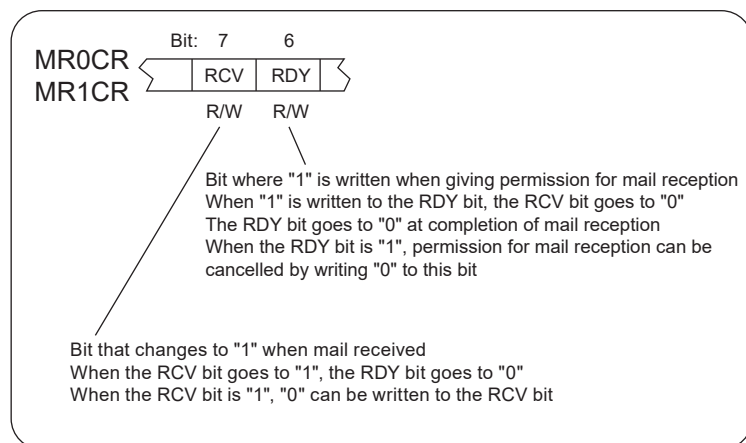 Bit: 7 6
MR0CR
RCV RDY
MR1CR
R/W R/W
Bit where "1" is written when giving permission for mail reception
When "1" is written to the RDY bit, the RCV bit goes to "0"
The RDY bit goes to "0" at completion of mail reception
When the RDY bit is "1", permission for mail reception can be
cancelled by writing "0" to this bit
Bit that changes to "1" when mail received
When the RCV bit goes to "1", the RDY bit goes to "0"
When the RCV bit is "1", "0" can be written to the RCV bit